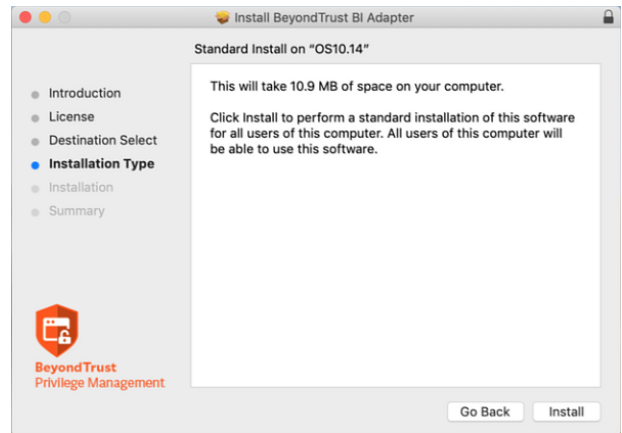 Install BeyondTrust BI Adapter
Standard Install on “OS10.14”
Introduction
License
Destination Select
Installation Type
Installation
Summary
This will take 10.9 MB of space on your computer.
Click Install to perform a standard installation of this software
for all users of this computer. All users of this computer will
be able to use this software.
BeyondTrust
Privilege Management
Go Back
Install